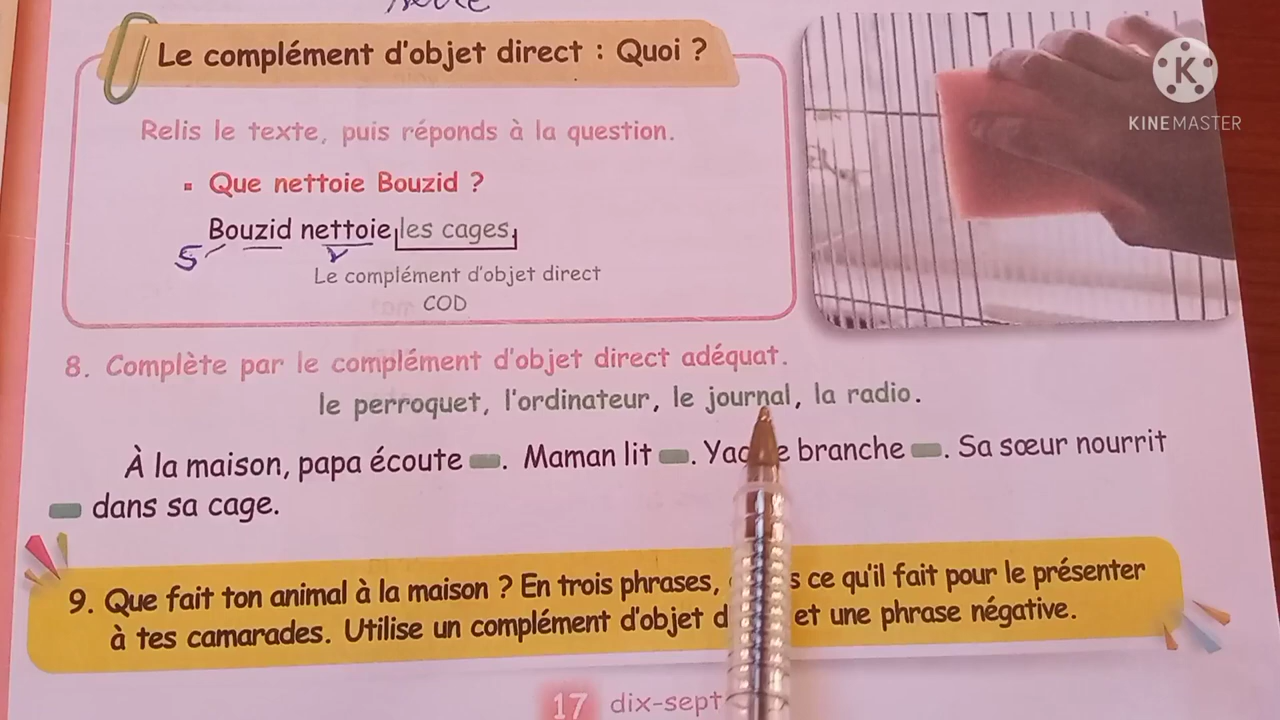 Le complément d'objet direct : Quoi ?
KINEMASTER
Relis le texte, puis réponds à la question.
▪ Que nettoie Bouzid ?
Bouzid nettoie les cages
S V
Le complément d'objet direct
COD
8. Complète par le complément d'objet direct adéquat.
le perroquet, l'ordinateur, le journal, la radio.
À la maison, papa écoute . Maman lit . branche . Sa sœur nourrit
dans sa cage.
9. Que fait ton animal à la maison ? En trois phrases, ce qu'il fait pour le présenter
à tes camarades. Utilise un complément d'objet et une phrase négative.
17 dix-sept